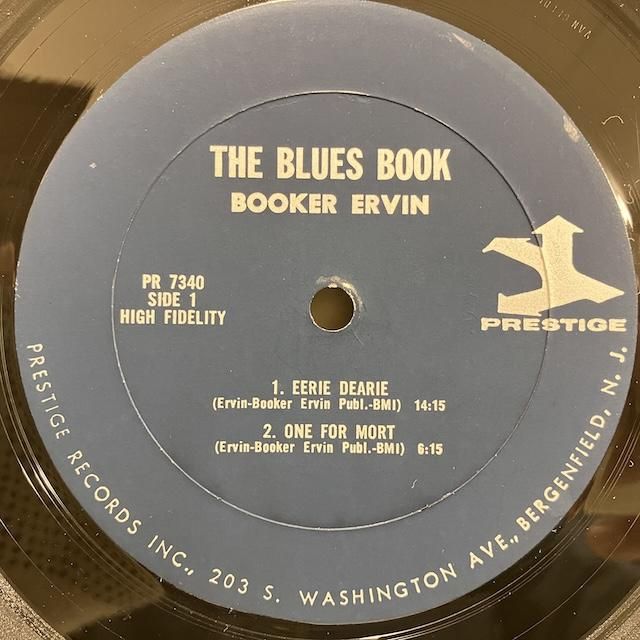 THE BLUES BOOK
BOOKER ERVIN
PR 7340
SIDE 1
HIGH FIDELITY
PRESTIGE
1. EERIE DEARIE
(Ervin-Booker Ervin Publ.-BMI) 14:15
2. ONE FOR MORT
(Ervin-Booker Ervin Publ.-BMI) 6:15
PRESTIGE RECORDS INC., 203 S. WASHINGTON AVE., BERGENFIELD, N. J.